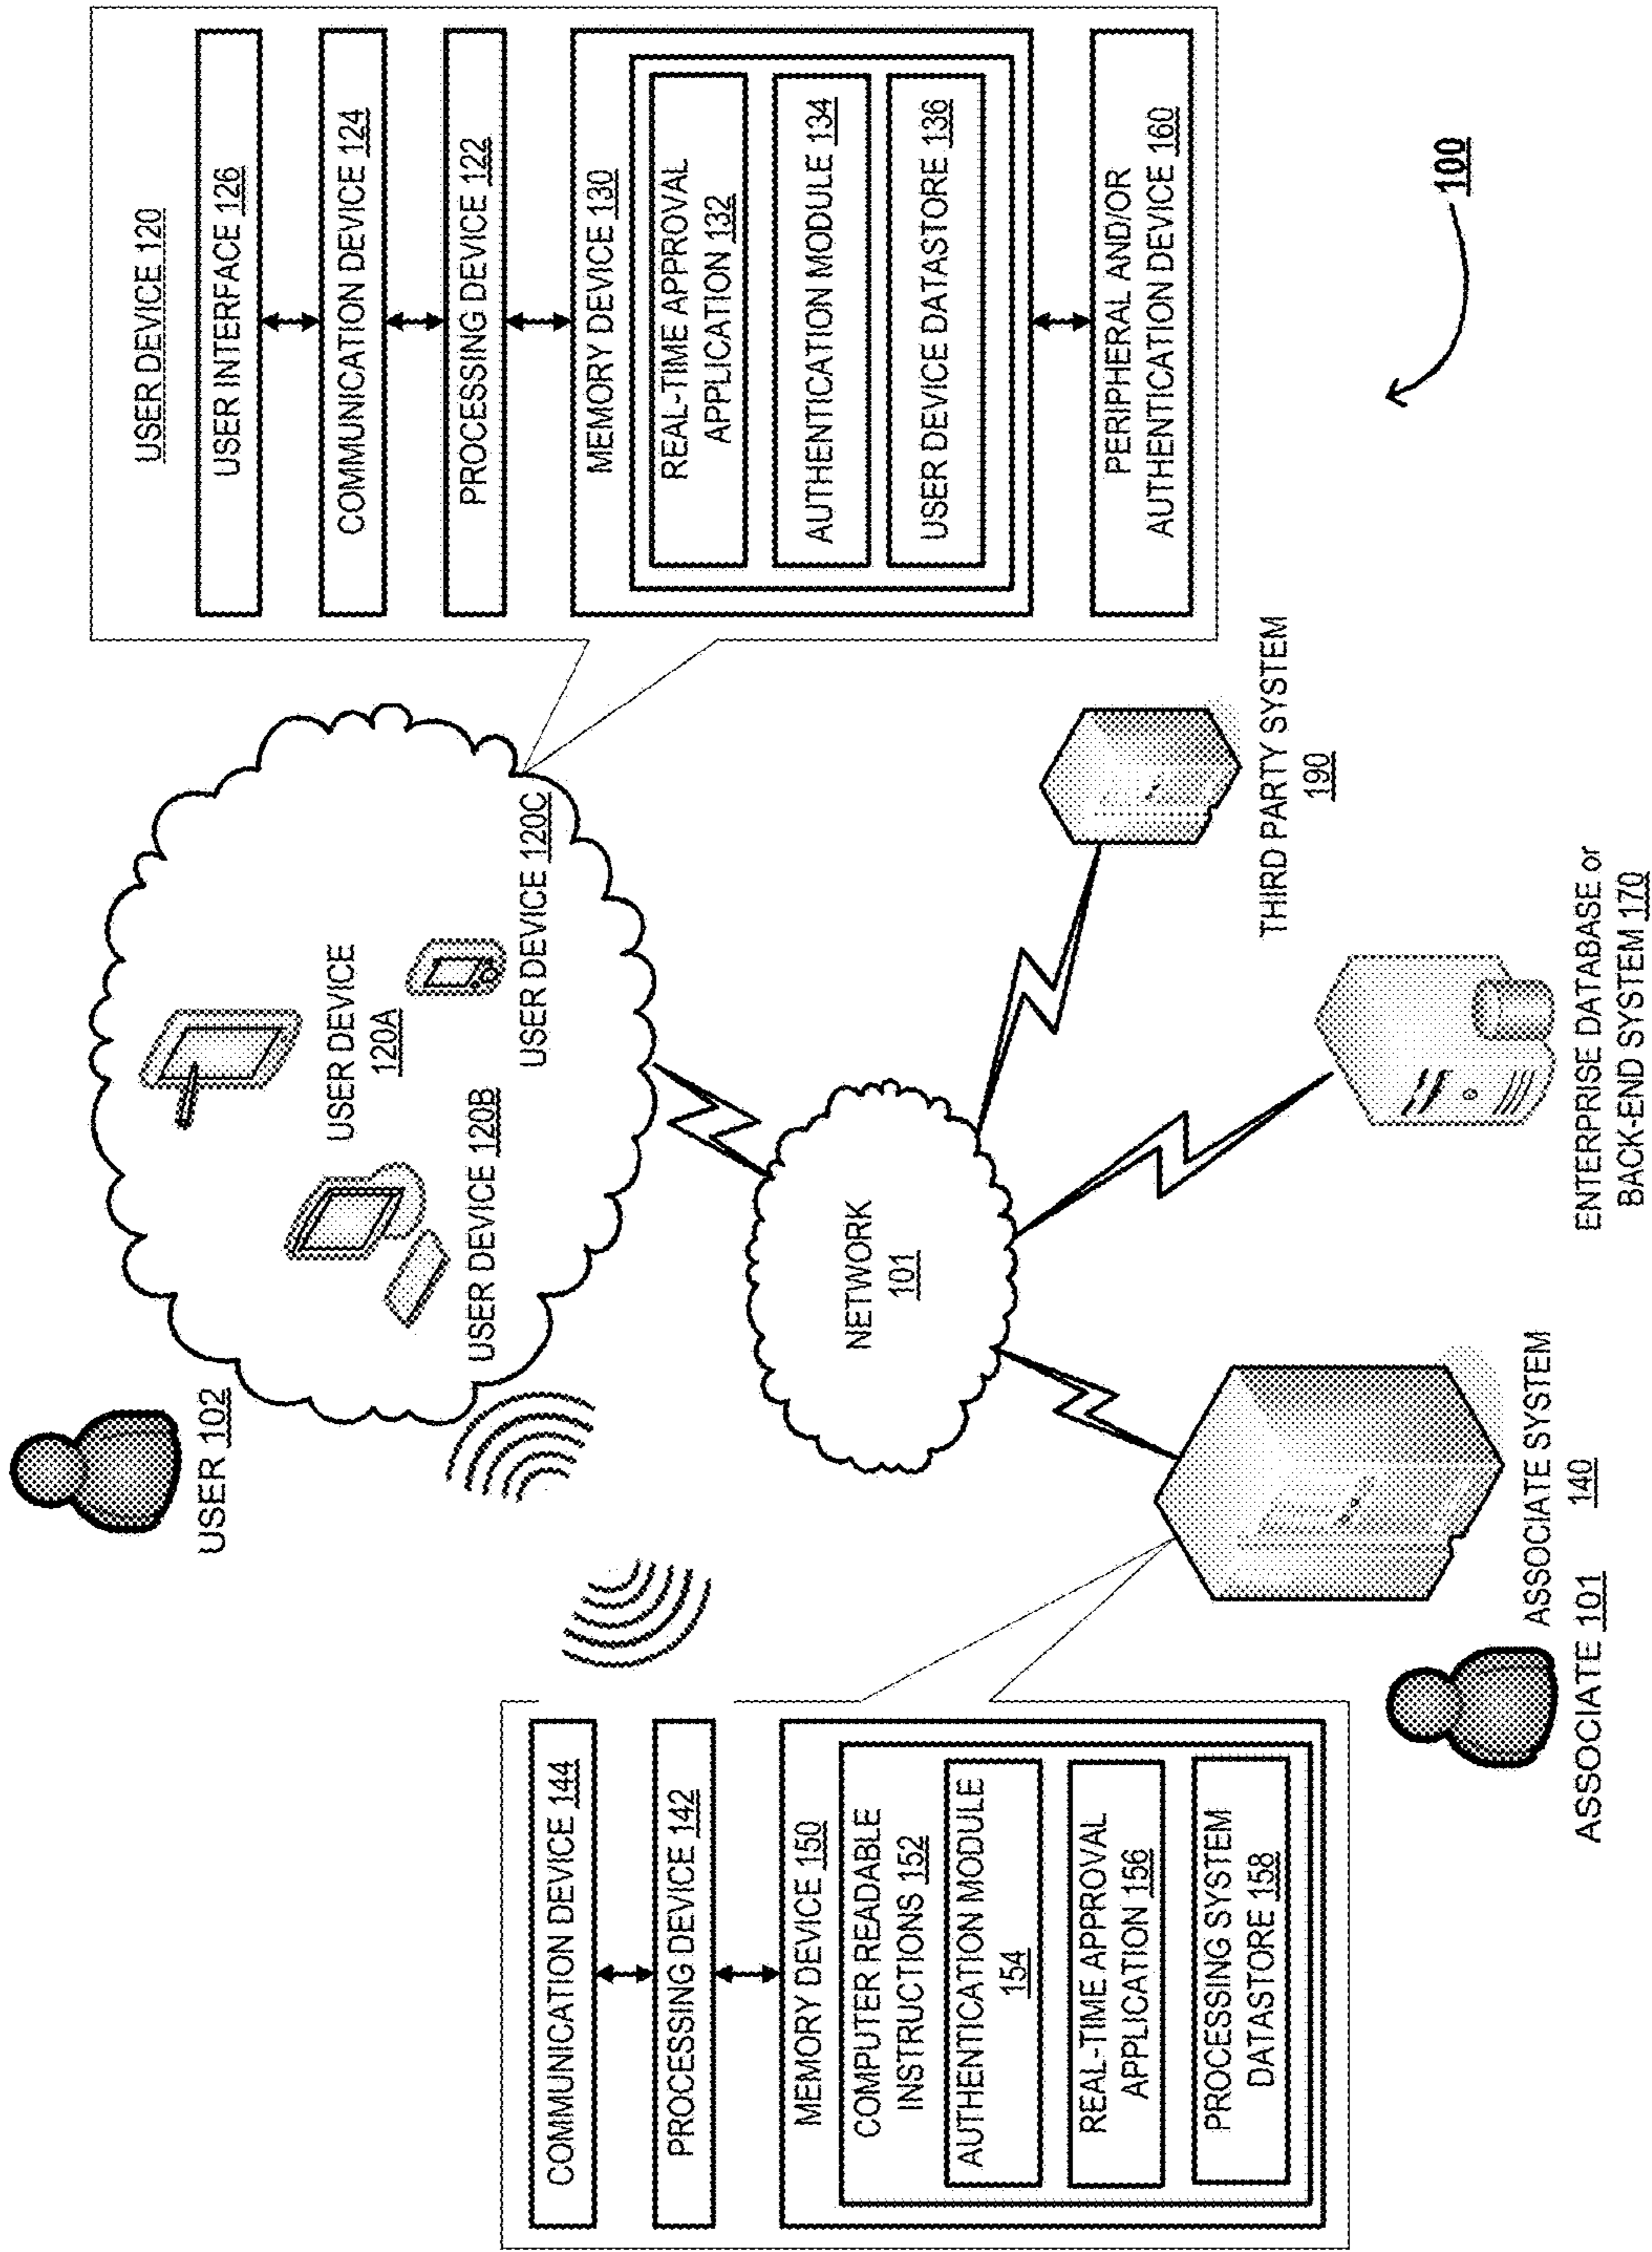 USER 102
USER DEVICE
120A
USER DEVICE 120B
USER DEVICE 120C
USER DEVICE 120
USER INTERFACE 126
COMMUNICATION DEVICE 124
PROCESSING DEVICE 122
MEMORY DEVICE 130
REAL-TIME APPROVAL
APPLICATION 132
AUTHENTICATION MODULE 134
USER DEVICE DATASTORE 136
PERIPHERAL AND/OR
AUTHENTICATION DEVICE 160
COMMUNICATION DEVICE 144
PROCESSING DEVICE 142
MEMORY DEVICE 150
COMPUTER READABLE
INSTRUCTIONS 152
AUTHENTICATION MODULE
154
REAL-TIME APPROVAL
APPLICATION 156
PROCESSING SYSTEM
DATASTORE 158
NETWORK
101
THIRD PARTY SYSTEM
190
ASSOCIATE SYSTEM
140
ASSOCIATE 101
ENTERPRISE DATABASE or
BACK-END SYSTEM 170
100